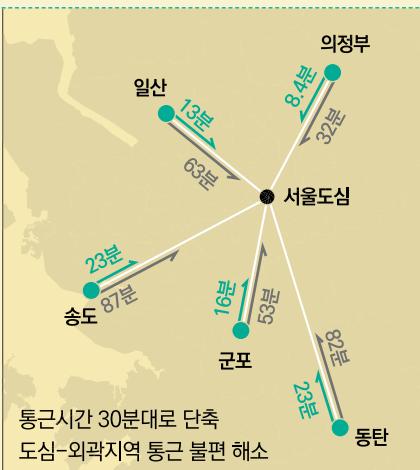 의정부
8.4분
32분
일산
13분
63분
서울도심
23분
87분
송도
16분
53분
군포
82분
23분
동탄
통근시간 30분대로 단축
도심-외곽지역 통근 불편 해소